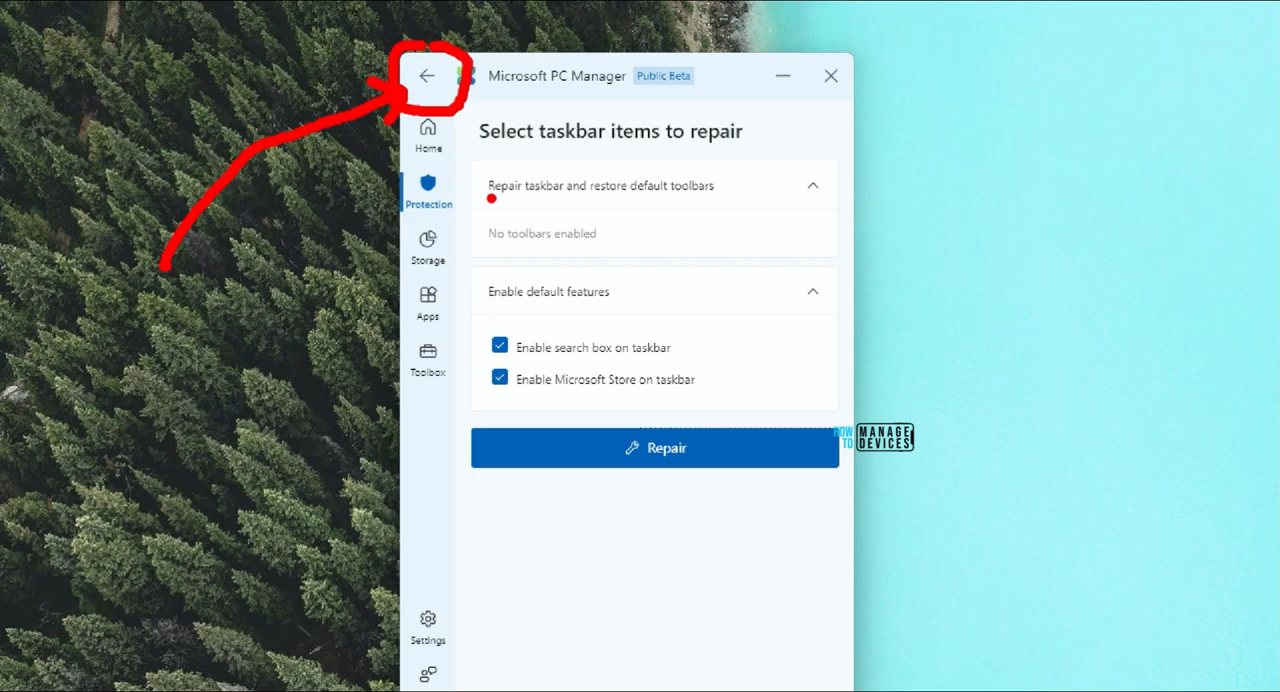 Microsoft PC Manager Public Beta
Select taskbar items to repair
Home
Protection
Storage
Apps
Toolbox
Settings
Repair taskbar and restore default toolbars
No toolbars enabled
Enable default features
Enable search box on taskbar
Enable Microsoft Store on taskbar
Repair
HOW TO
MANAGE
DEVICES